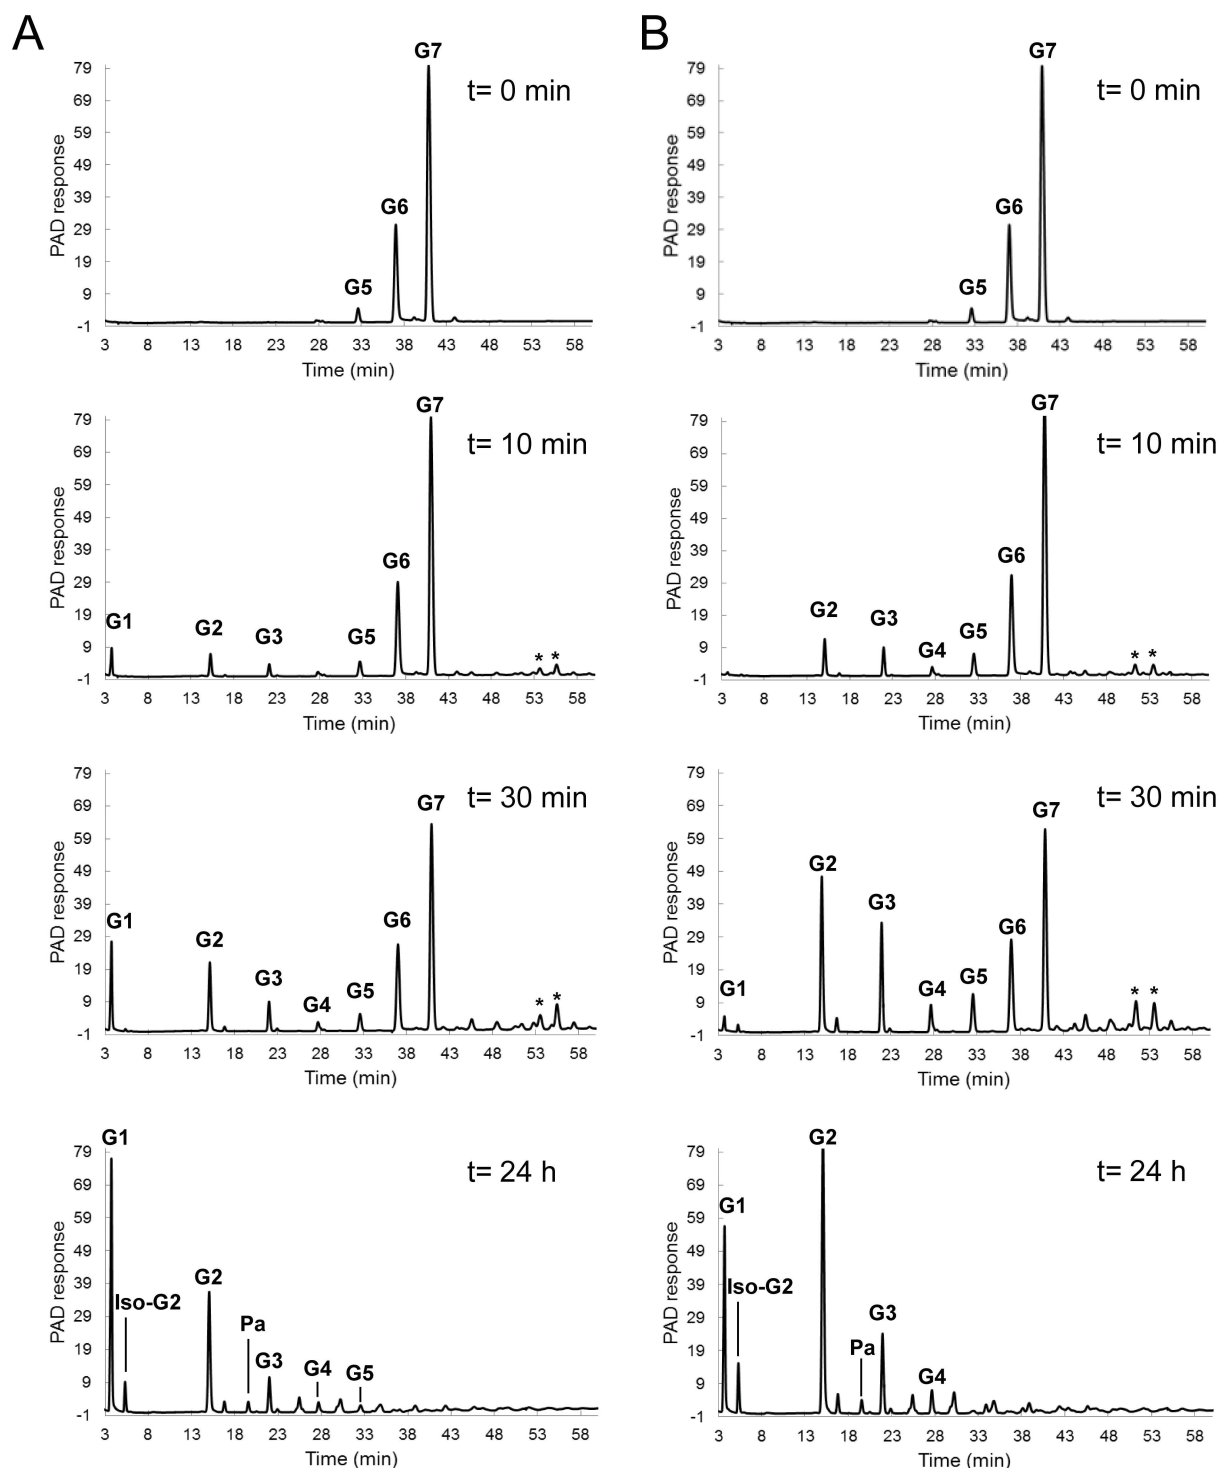 A
B
G7
79
t= 0 min
69
59
49
39
29
19
9
-1
G6
G5
PAD response
3 8 13 18 23 28 33 38 43 48 53 58
Time (min)
G7
79
t= 0 min
69
59
49
39
29
19
9
-1
G6
G5
PAD response
3 8 13 18 23 28 33 38 43 48 53 58
Time (min)
G7
79
t= 10 min
69
59
49
39
29
19
9
-1
G6
G1
G2
G3
G5
* *
PAD response
3 8 13 18 23 28 33 38 43 48 53 58
Time (min)
G7
79
t= 10 min
69
59
49
39
29
19
9
-1
G6
G2
G3
G4
G5
* *
PAD response
3 8 13 18 23 28 33 38 43 48 53 58
Time (min)
79
t= 30 min
G7
69
59
49
39
29
19
9
-1
G1
G2
G3
G4
G5
G6
* *
PAD response
3 8 13 18 23 28 33 38 43 48 53 58
Time (min)
79
t= 30 min
G7
69
59
49
39
29
19
9
-1
G1
G2
G3
G4
G5
G6
* *
PAD response
3 8 13 18 23 28 33 38 43 48 53 58
Time (min)
G1
79
t= 24 h
69
59
49
39
29
19
9
-1
Iso-G2
G2
Pa
G3
G4
G5
PAD response
3 8 13 18 23 28 33 38 43 48 53 58
Time (min)
G2
79
t= 24 h
69
59
49
39
29
19
9
-1
G1
Iso-G2
Pa
G3
G4
PAD response
3 8 13 18 23 28 33 38 43 48 53 58
Time (min)